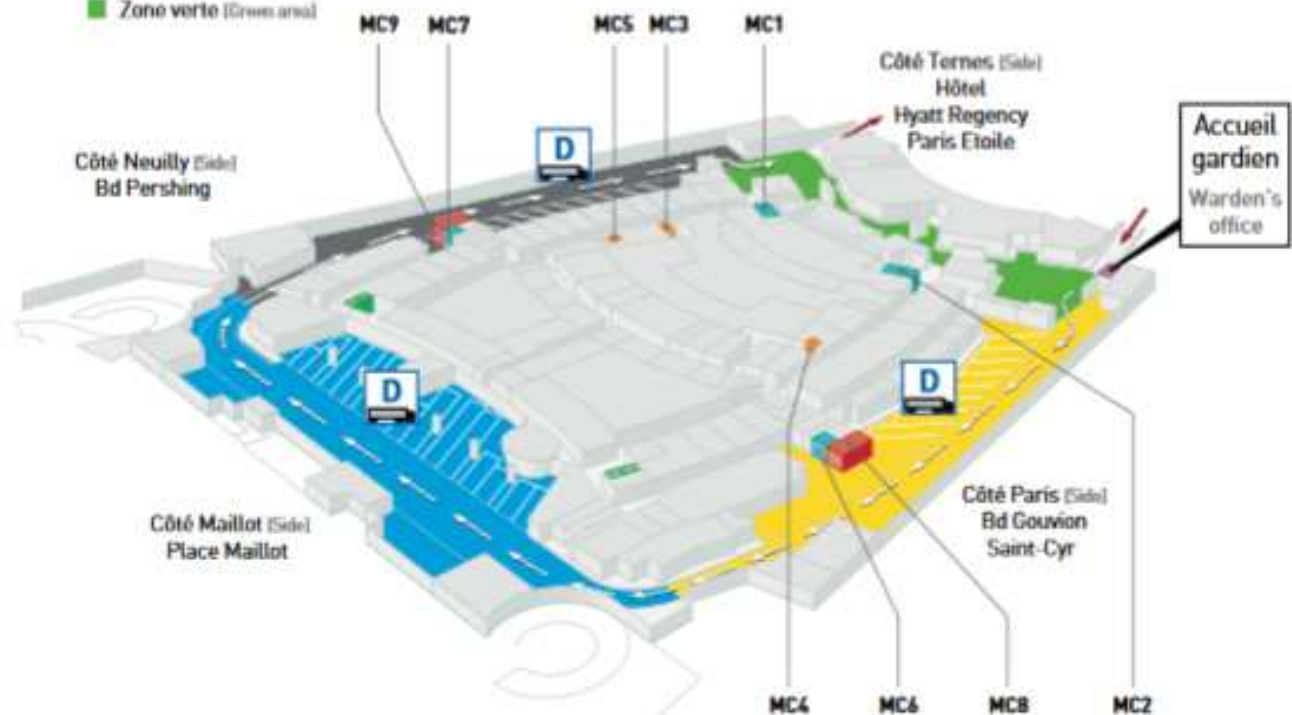 Zone verte (Green area)
MC9
MC7
MC5
MC3
MC1
Côté Ternes (Side)
Hôtel
Hyatt Regency
Paris Etoile
Accueil
gardien
Warden's
office
Côté Neuilly (Side)
Bd Pershing
D
D
D
Côté Maillot (Side)
Place Maillot
Côté Paris (Side)
Bd Gouvion
Saint-Cyr
MC4
MC6
MC8
MC2